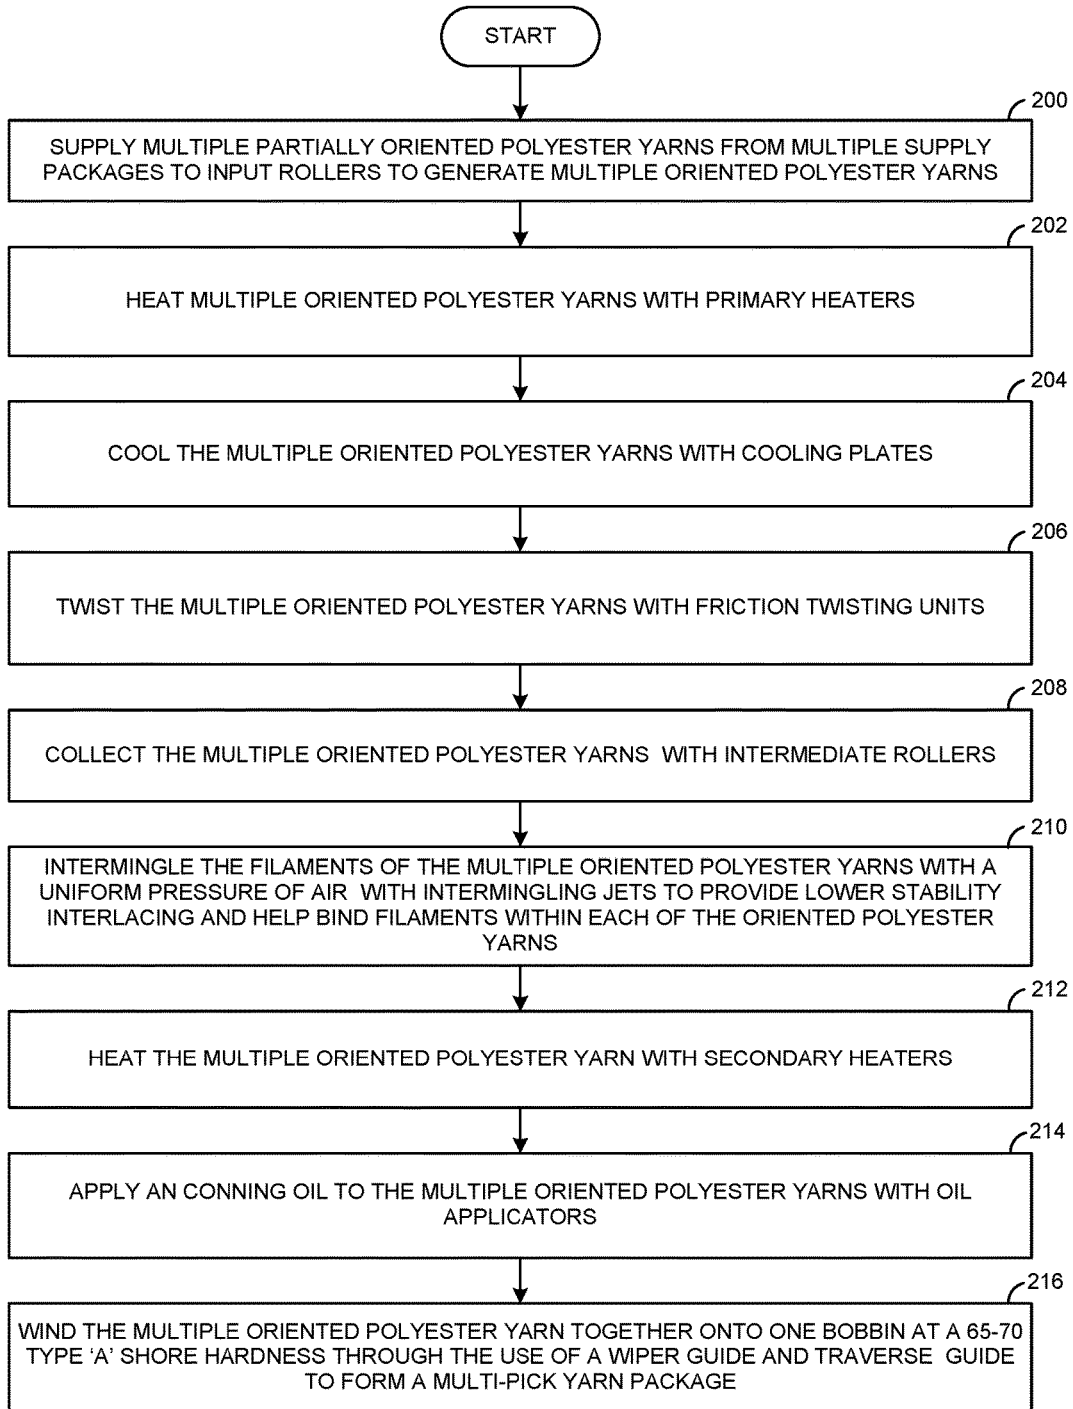 START
200
SUPPLY MULTIPLE PARTIALLY ORIENTED POLYESTER YARNS FROM MULTIPLE SUPPLY
PACKAGES TO INPUT ROLLERS TO GENERATE MULTIPLE ORIENTED POLYESTER YARNS
202
HEAT MULTIPLE ORIENTED POLYESTER YARNS WITH PRIMARY HEATERS
204
COOL THE MULTIPLE ORIENTED POLYESTER YARNS WITH COOLING PLATES
206
TWIST THE MULTIPLE ORIENTED POLYESTER YARNS WITH FRICTION TWISTING UNITS
208
COLLECT THE MULTIPLE ORIENTED POLYESTER YARNS WITH INTERMEDIATE ROLLERS
210
INTERMINGLE THE FILAMENTS OF THE MULTIPLE ORIENTED POLYESTER YARNS WITH A
UNIFORM PRESSURE OF AIR WITH INTERMINGLING JETS TO PROVIDE LOWER STABILITY
INTERLACING AND HELP BIND FILAMENTS WITHIN EACH OF THE ORIENTED POLYESTER
YARNS
212
HEAT THE MULTIPLE ORIENTED POLYESTER YARN WITH SECONDARY HEATERS
214
APPLY AN CONNING OIL TO THE MULTIPLE ORIENTED POLYESTER YARNS WITH OIL
APPLICATORS
216
WIND THE MULTIPLE ORIENTED POLYESTER YARN TOGETHER ONTO ONE BOBBIN AT A 65-70
TYPE ‘A’ SHORE HARDNESS THROUGH THE USE OF A WIPER GUIDE AND TRAVERSE GUIDE
TO FORM A MULTI-PICK YARN PACKAGE